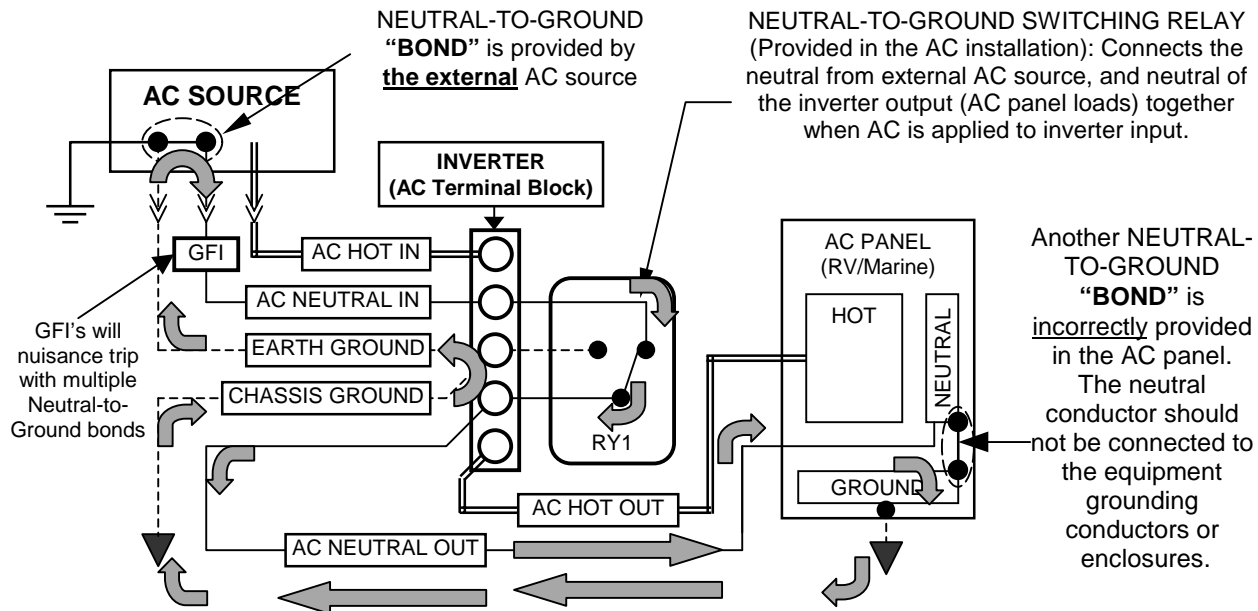 NEUTRAL-TO-GROUND
“BOND” is provided by
the external AC source
NEUTRAL-TO-GROUND SWITCHING RELAY
(Provided in the AC installation): Connects the
neutral from external AC source, and neutral of
the inverter output (AC panel loads) together
when AC is applied to inverter input.
AC SOURCE
INVERTER
(AC Terminal Block)
GFI
AC HOT IN
AC NEUTRAL IN
EARTH GROUND
CHASSIS GROUND
GFI's will
nuisance trip
with multiple
Neutral-to-
Ground bonds
RY1
AC PANEL
(RV/Marine)
HOT
NEUTRAL
GROUND
Another NEUTRAL-
TO-GROUND
“BOND” is
incorrectly provided
in the AC panel.
The neutral
conductor should
not be connected to
the equipment
grounding
conductors or
enclosures.
AC HOT OUT
AC NEUTRAL OUT